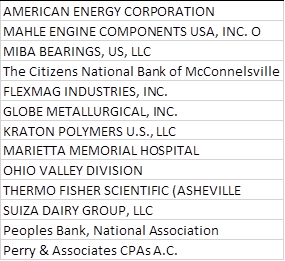 AMERICAN ENERGY CORPORATION
MAHLE ENGINE COMPONENTS USA, INC. O
MIBA BEARINGS, US, LLC
The Citizens National Bank of McConnelsville
FLEXMAG INDUSTRIES, INC.
GLOBE METALLURGICAL, INC.
KRATON POLYMERS U.S., LLC
MARIETTA MEMORIAL HOSPITAL
OHIO VALLEY DIVISION
THERMO FISHER SCIENTIFIC (ASHEVILLE
SUIZA DAIRY GROUP, LLC
Peoples Bank, National Association
Perry & Associates CPAs A.C.